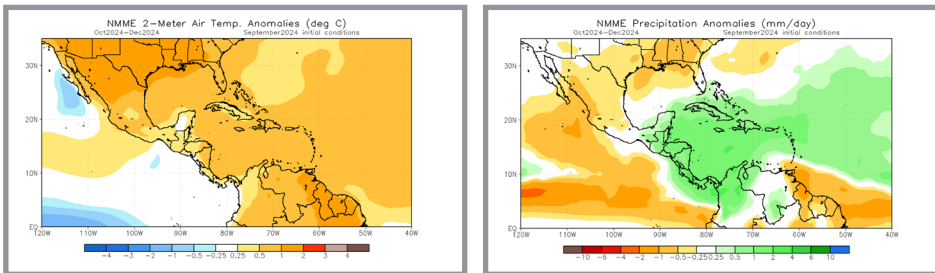 NMME 2-Meter Air Temp. Anomalies (deg C)
Oct2024-Dec2024 September2024 initial conditions
30N
20N
10N
EQ
120W 110W 100W 90W 80W 70W 60W 50W 40W
-4 -3 -2 -1 -0.5 -0.25 0.25 0.5 1 2 3 4
NMME Precipitation Anomalies (mm/day)
Oct2024-Dec2024 September2024 initial conditions
30N
20N
10N
EQ
120W 110W 100W 90W 80W 70W 60W 50W 40W
-10 -6 -4 -2 -1 -0.5-0.25 0.25 0.5 1 2 4 6 10